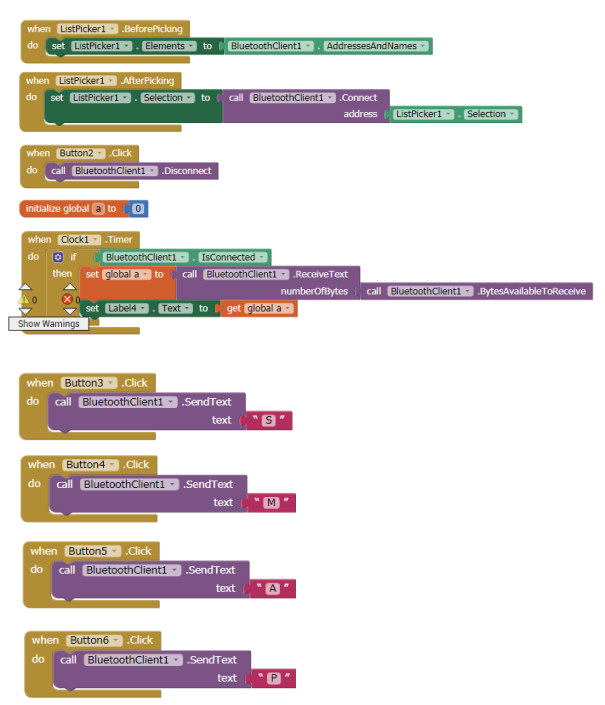 when ListPicker1 .BeforePicking
do set ListPicker1 . Elements to BluetoothClient1 . AddressesAndNames
when ListPicker1 .AfterPicking
do set ListPicker1 . Selection to call BluetoothClient1 .Connect
address ListPicker1 . Selection
when Button2 .Click
do call BluetoothClient1 .Disconnect
initialize global a to 0
when Clock1 .Timer
do if BluetoothClient1 . IsConnected
then set global a to call BluetoothClient1 .ReceiveText
numberOfBytes call BluetoothClient1 .BytesAvailableToReceive
0 0 set Label4 . Text to get global a
Show Warnings
when Button3 .Click
do call BluetoothClient1 .SendText
text " S "
when Button4 .Click
do call BluetoothClient1 .SendText
text " M "
when Button5 .Click
do call BluetoothClient1 .SendText
text " A "
when Button6 .Click
do call BluetoothClient1 .SendText
text " P "